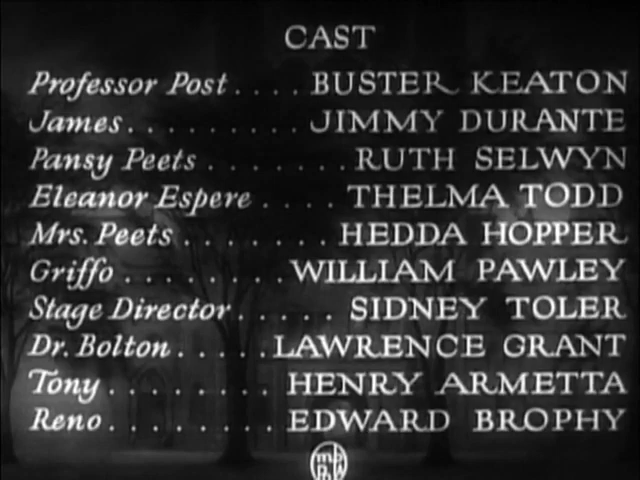 CAST
Professor Post.... BUSTER KEATON
James......... JIMMY DURANTE
Pansy Peets ....... RUTH SELWYN
Eleanor Espere .... THELMA TODD
Mrs. Peets ....... HEDDA HOPPER
Griffo ........ WILLIAM PAWLEY
Stage Director..... SIDNEY TOLER
Dr. Bolton..... LAWRENCE GRANT
Tony ........ HENRY ARMETTA
Reno........ EDWARD BROPHY